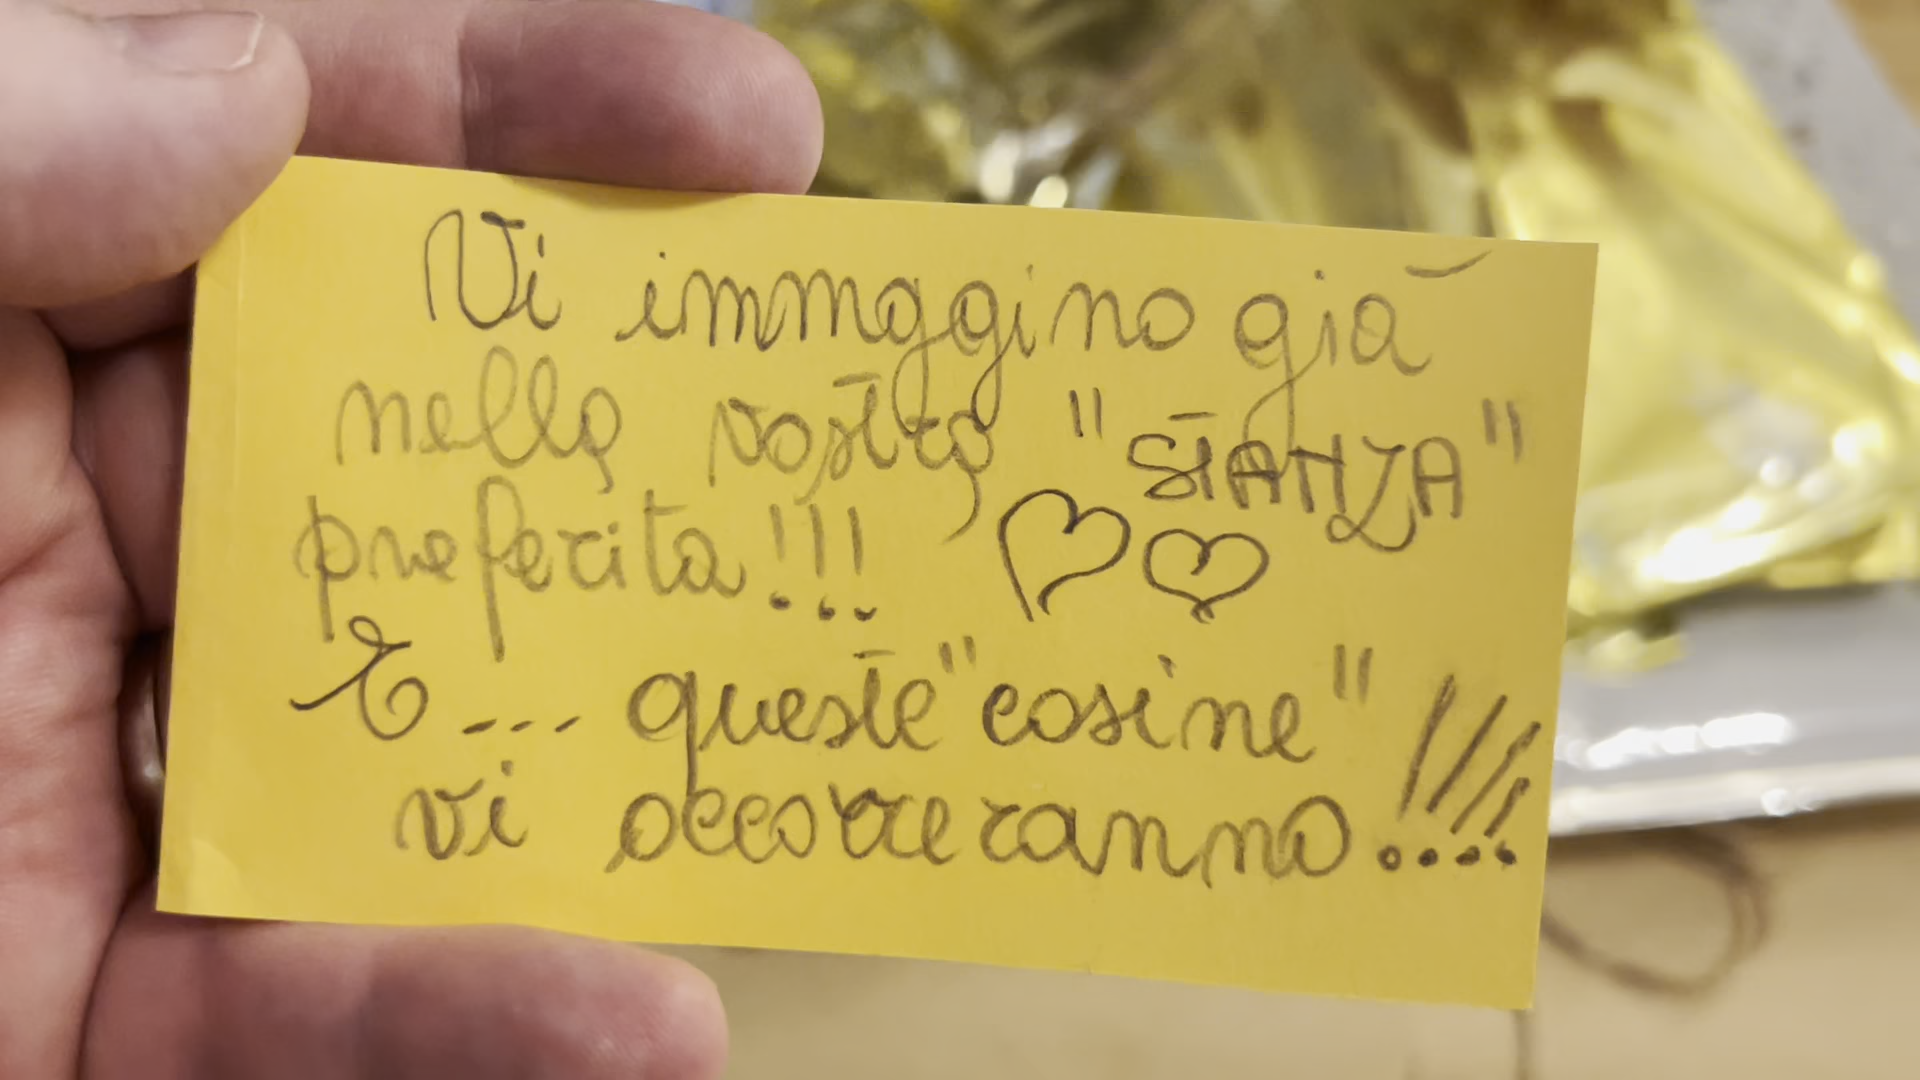 Vi immagino già
nella vostra "STANZA"
preferita!!!
E... queste "cosine"
vi occorreranno!!!!